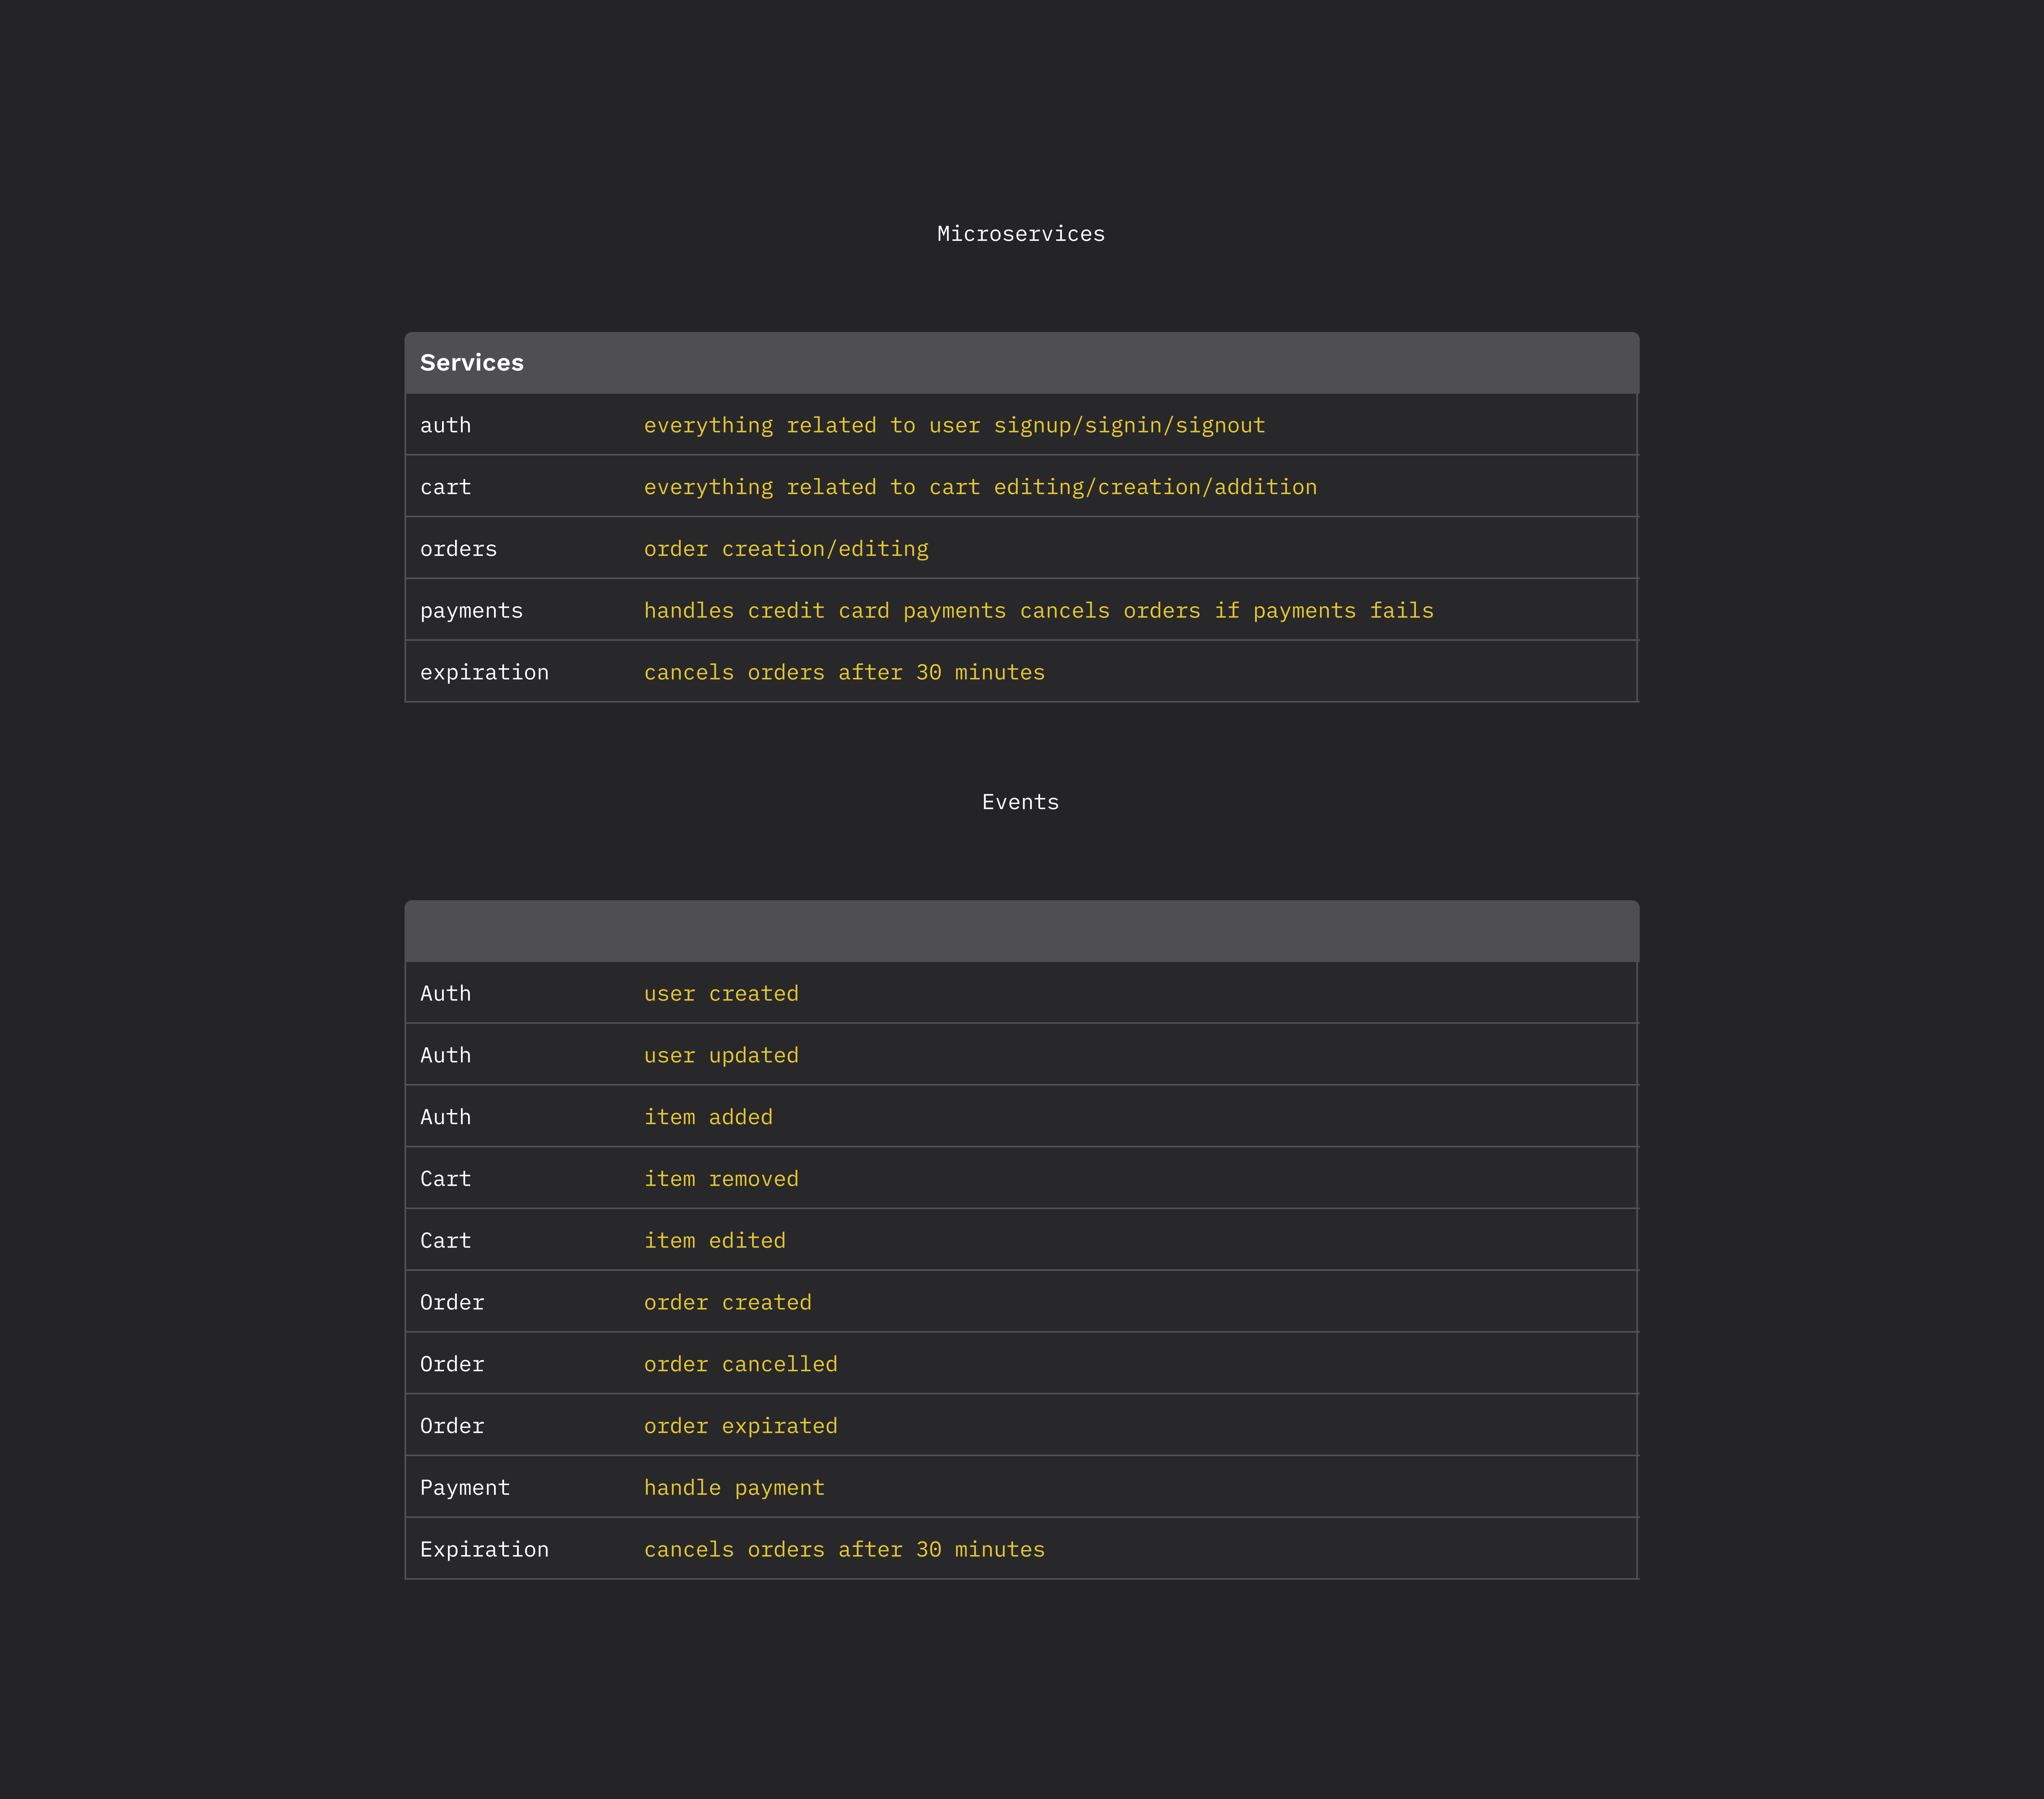 Microservices
Services
auth everything related to user signup/signin/signout
cart everything related to cart editing/creation/addition
orders order creation/editing
payments handles credit card payments cancels orders if payments fails
expiration cancels orders after 30 minutes
Events
Auth user created
Auth user updated
Auth item added
Cart item removed
Cart item edited
Order order created
Order order cancelled
Order order expirated
Payment handle payment
Expiration cancels orders after 30 minutes